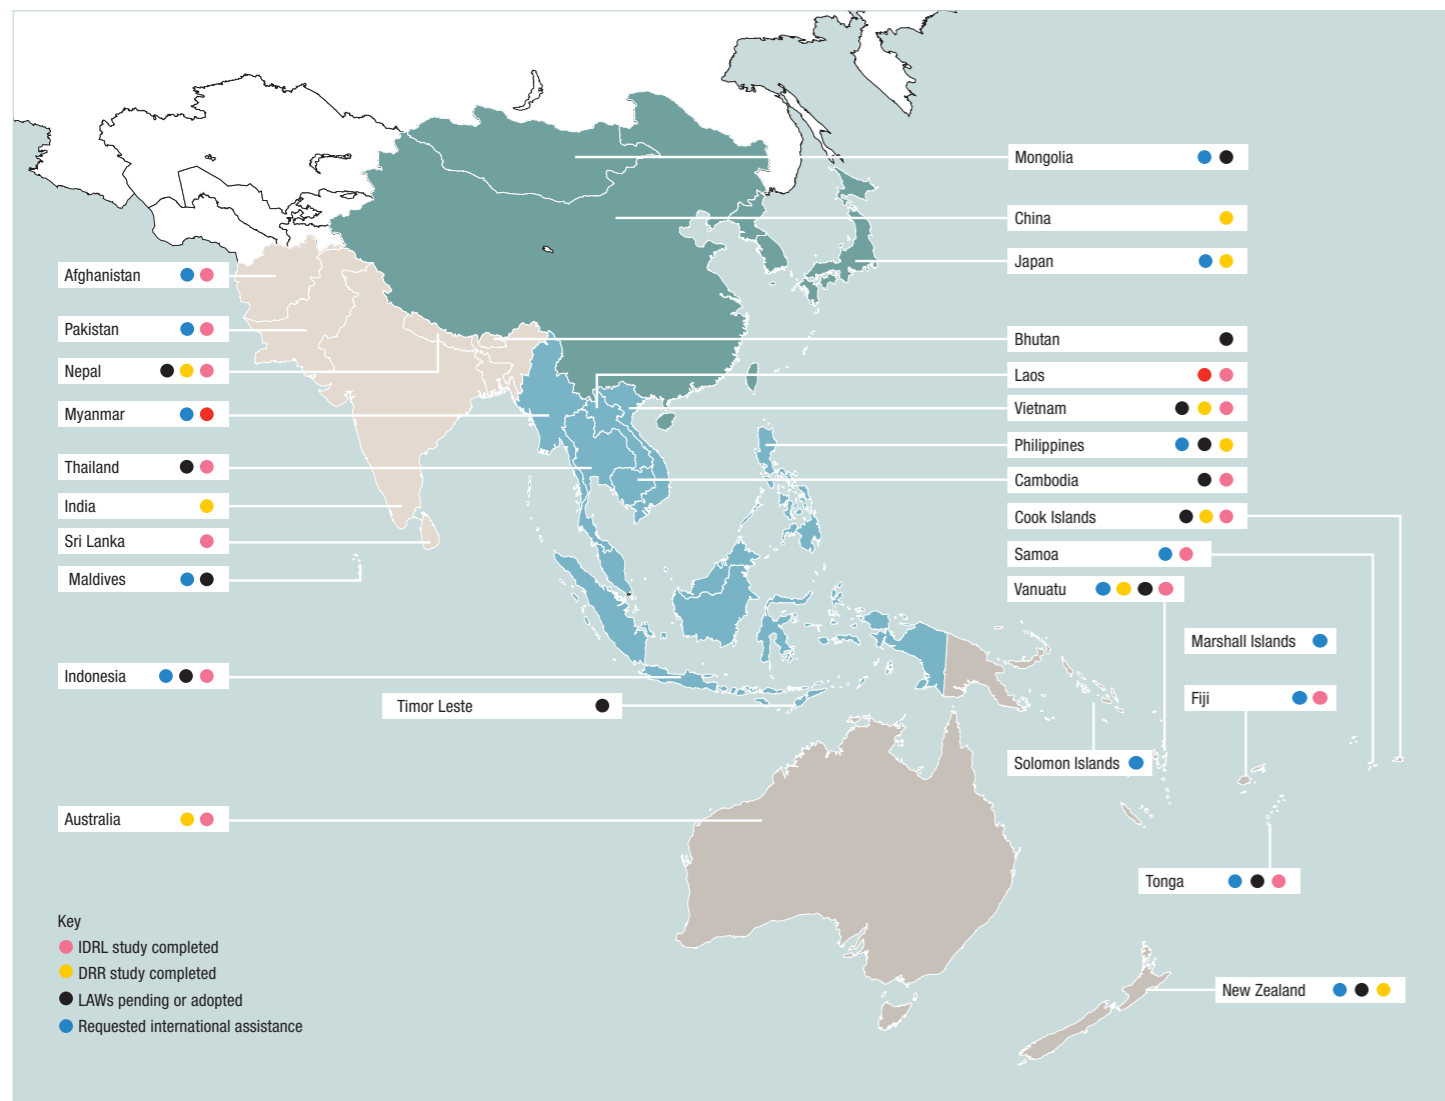 Mongolia
China
Afghanistan
Japan
Pakistan
Bhutan
Nepal
Laos
Myanmar
Vietnam
Philippines
Thailand
Cambodia
India
Cook Islands
Sri Lanka
Samoa
Maldives
Vanuatu
Marshall Islands
Indonesia
Fiji
Timor Leste
Solomon Islands
Australia
Tonga
Key
IDRL study completed
DRR study completed
LAWs pending or adopted
Requested international assistance
New Zealand